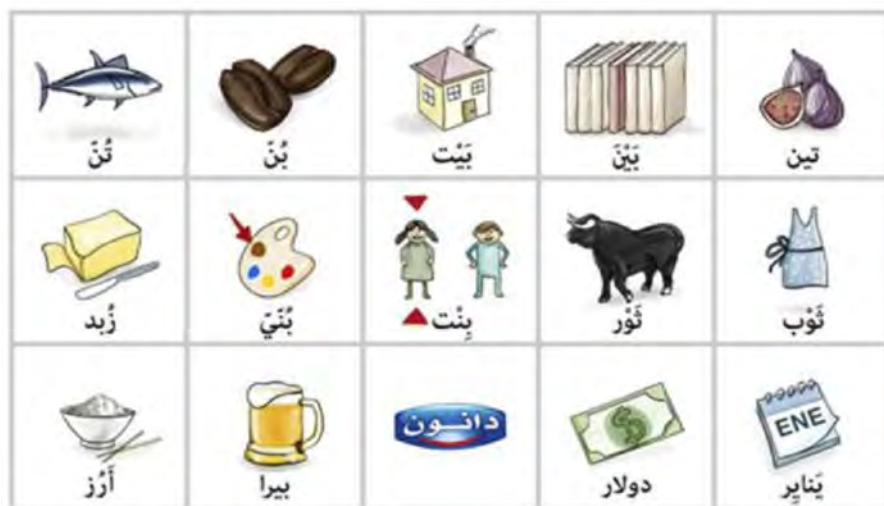 تين
بَيْنَ
بَيْت
بُنّ
تُنّ
ثَوْب
ثَوْر
بِنْت
بُنّيّ
زُبد
ENE
يَنايِر
دولار
دانون
بيرا
أَرُز